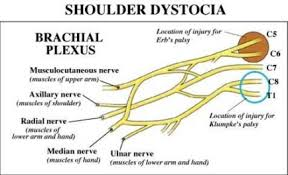 SHOULDER DYSTOCIA
BRACHIAL
PLEXUS
Location of injury for
Erb's palsy
C5
C6
C7
C8
T1
Musculocutaneous nerve
(muscles of upper arm)
Axillary nerve
(muscles of shoulder)
Radial nerve
(muscles of
lower arm and hand)
Median nerve
(muscles of hand)
Ulnar nerve
(muscles of lower arm and hand)
Location of injury for
Klumpke's palsy